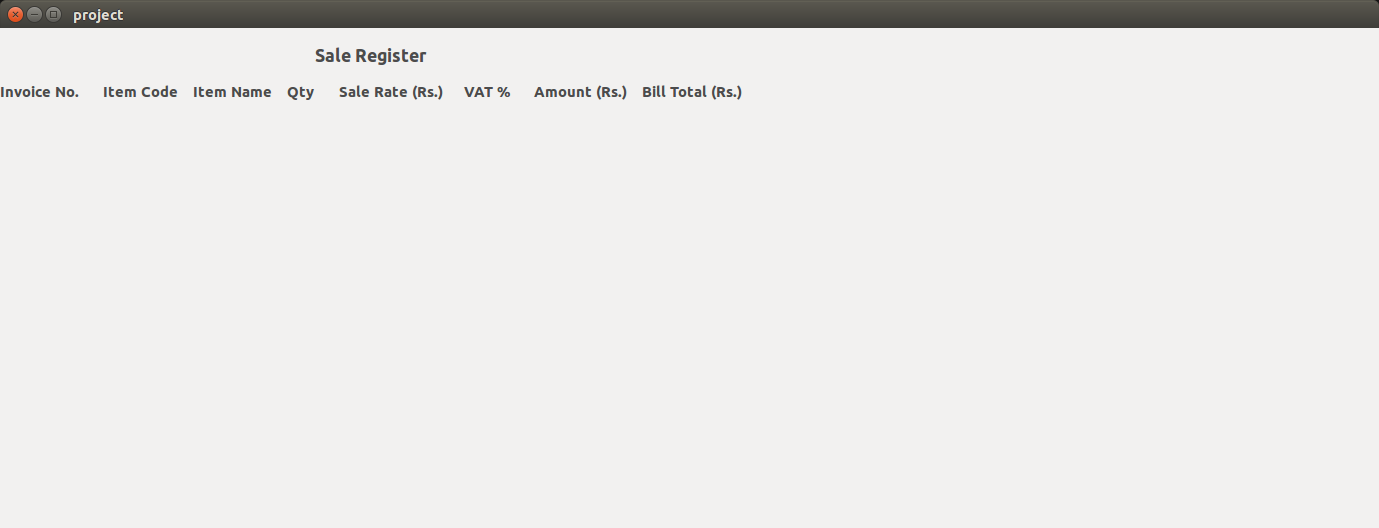 project
Sale Register
Invoice No. Item Code Item Name Qty Sale Rate (Rs.) VAT % Amount (Rs.) Bill Total (Rs.)